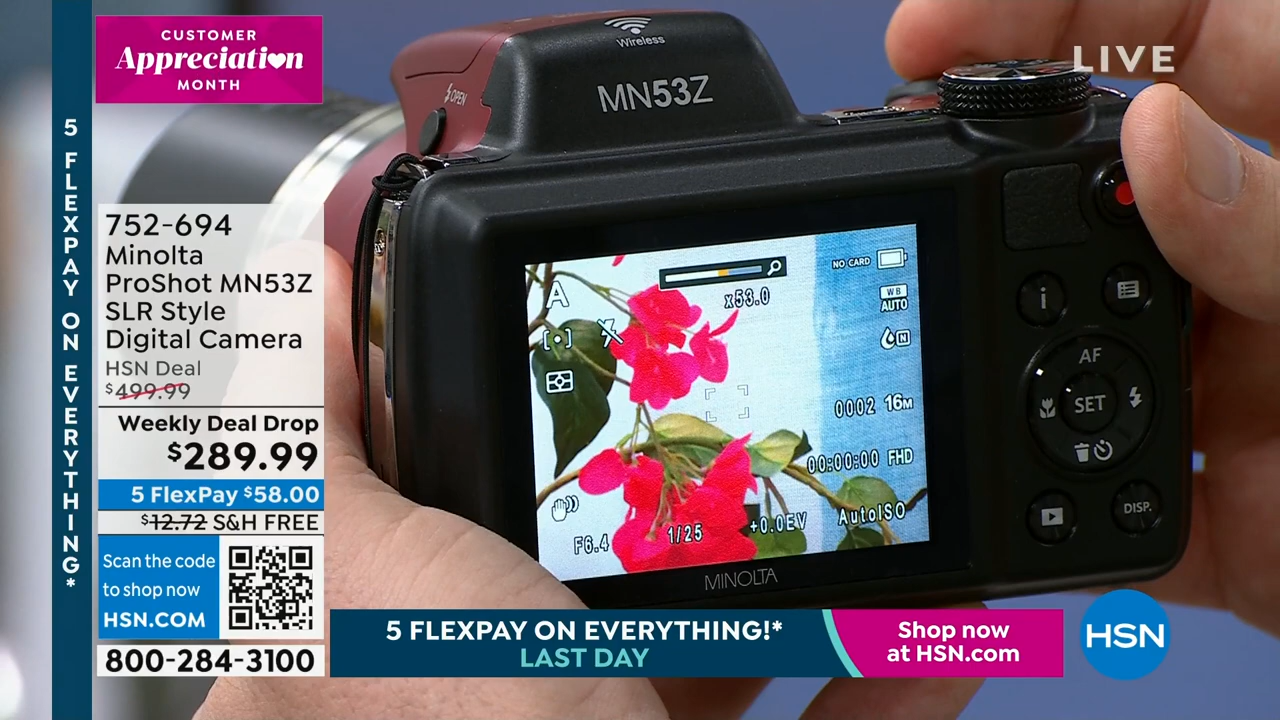 CUSTOMER
Appreciation
MONTH
LIVE
5 FLEXPAY ON EVERYTHING*
752-694
Minolta
ProShot MN53Z
SLR Style
Digital Camera
HSN Deal
$499.99
Weekly Deal Drop
$289.99
5 FlexPay $58.00
$12.72 S&H FREE
Scan the code
to shop now
HSN.COM
800-284-3100
Wireless
OPEN
MN53Z
A
x53.0
NO CARD
WB
AUTO
N
0002 16M
00:00:00 FHD
F6.4 1/25 +0.0EV AutoISO
MINOLTA
i
AF
SET
DISP.
5 FLEXPAY ON EVERYTHING!*
LAST DAY
Shop now
at HSN.com
HSN